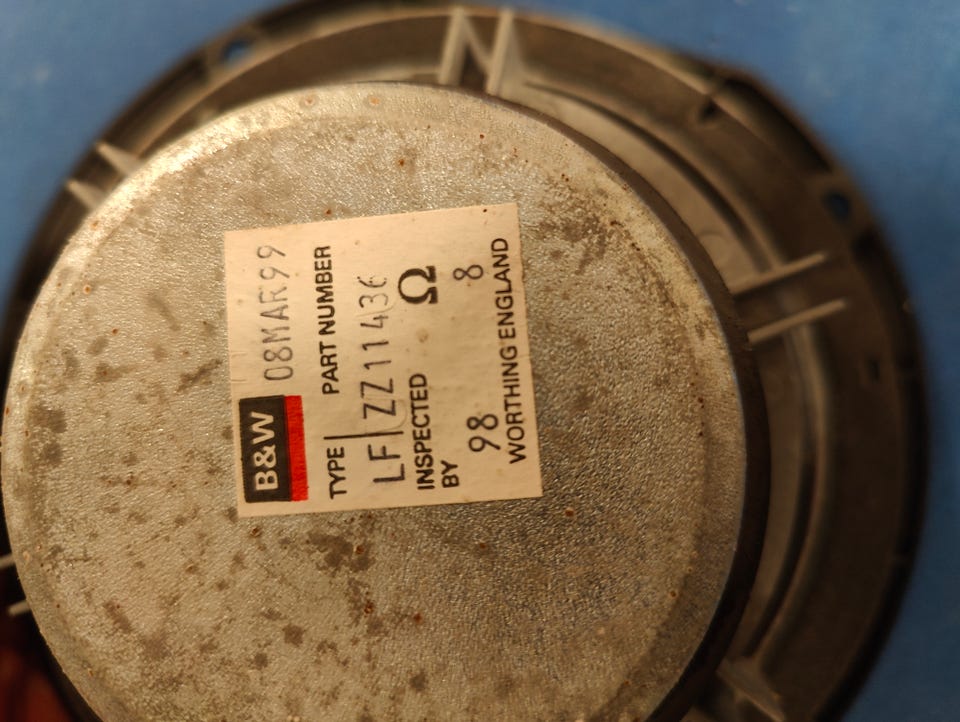 B&W 08MAR99
TYPE PART NUMBER
LF ZZ11436
INSPECTED Ω
BY
98 8
WORTHING ENGLAND